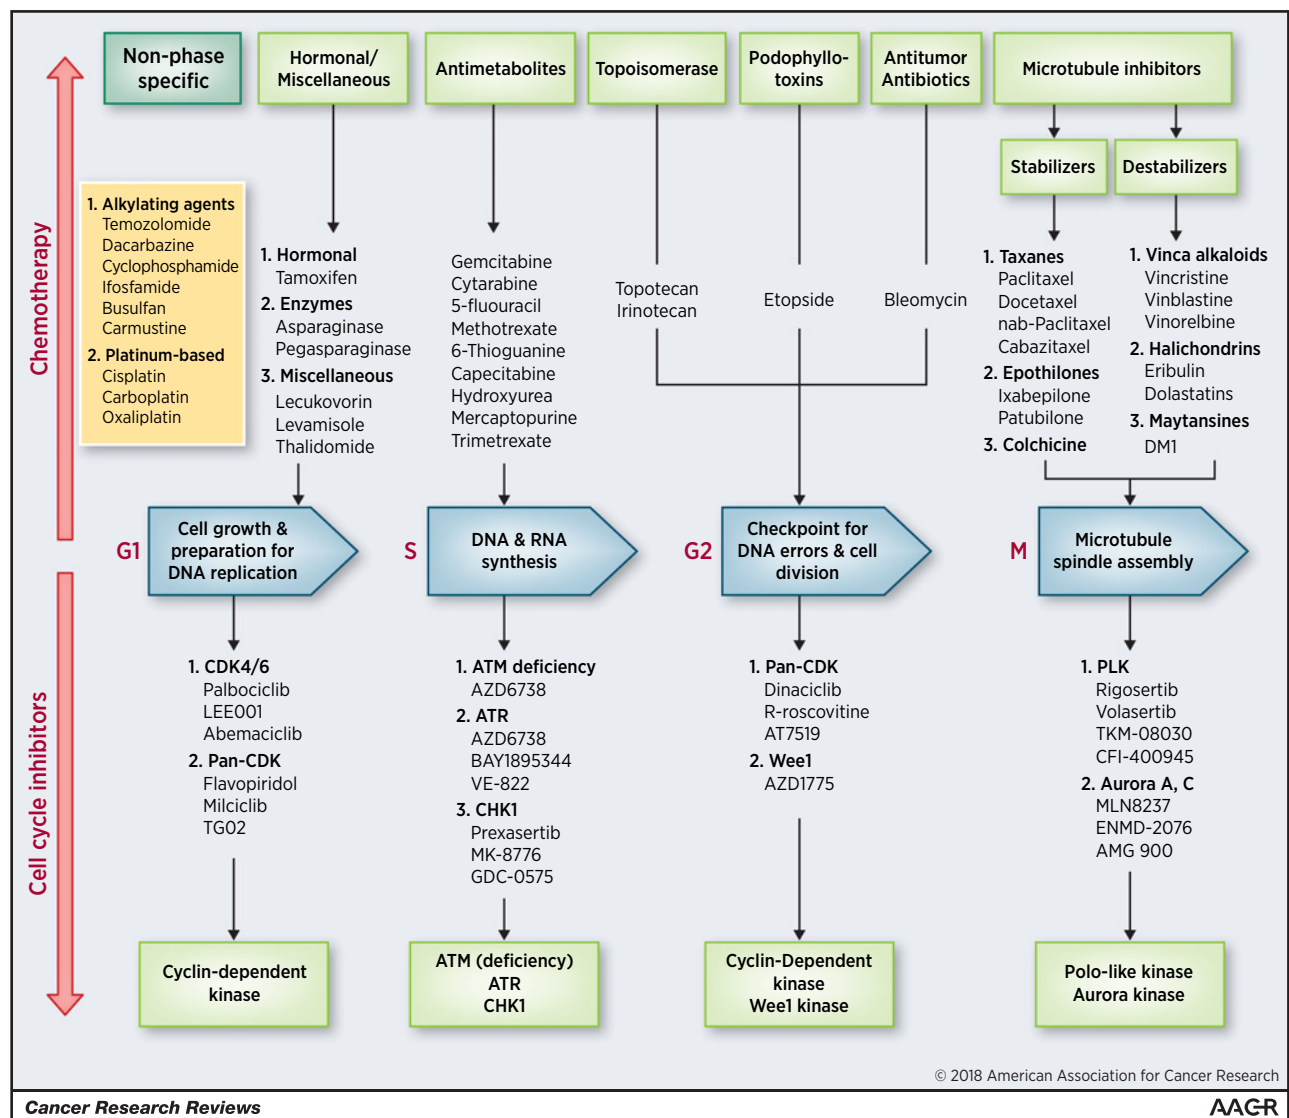 Non-phase
specific
Hormonal/
Miscellaneous
Antimetabolites
Topoisomerase
Podophyllo-
toxins
Antitumor
Antibiotics
Microtubule inhibitors
Stabilizers
Destabilizers
Chemotherapy
1. Alkylating agents
Temozolomide
Dacarbazine
Cyclophosphamide
Ifosfamide
Busulfan
Carmustine
2. Platinum-based
Cisplatin
Carboplatin
Oxaliplatin
1. Hormonal
Tamoxifen
2. Enzymes
Asparaginase
Pegasparaginase
3. Miscellaneous
Lecukovorin
Levamisole
Thalidomide
Gemcitabine
Cytarabine
5-fluouracil
Methotrexate
6-Thioguanine
Capecitabine
Hydroxyurea
Mercaptopurine
Trimetrexate
Topotecan
Irinotecan
Etopside
Bleomycin
1. Taxanes
Paclitaxel
Docetaxel
nab-Paclitaxel
Cabazitaxel
2. Epothilones
Ixabepilone
Patubilone
3. Colchicine
1. Vinca alkaloids
Vincristine
Vinblastine
Vinorelbine
2. Halichondrins
Eribulin
Dolastatins
3. Maytansines
DM1
G1
Cell growth &
preparation for
DNA replication
S
DNA & RNA
synthesis
G2
Checkpoint for
DNA errors & cell
division
M
Microtubule
spindle assembly
Cell cycle inhibitors
1. CDK4/6
Palbociclib
LEE001
Abemaciclib
2. Pan-CDK
Flavopiridol
Milciclib
TG02
1. ATM deficiency
AZD6738
2. ATR
AZD6738
BAY1895344
VE-822
3. CHK1
Prexasertib
MK-8776
GDC-0575
1. Pan-CDK
Dinaciclib
R-roscovitine
AT7519
2. Wee1
AZD1775
1. PLK
Rigosertib
Volasertib
TKM-08030
CFI-400945
2. Aurora A, C
MLN8237
ENMD-2076
AMG 900
Cyclin-dependent
kinase
ATM (deficiency)
ATR
CHK1
Cyclin-Dependent
kinase
Wee1 kinase
Polo-like kinase
Aurora kinase
© 2018 American Association for Cancer Research
Cancer Research Reviews
AACR